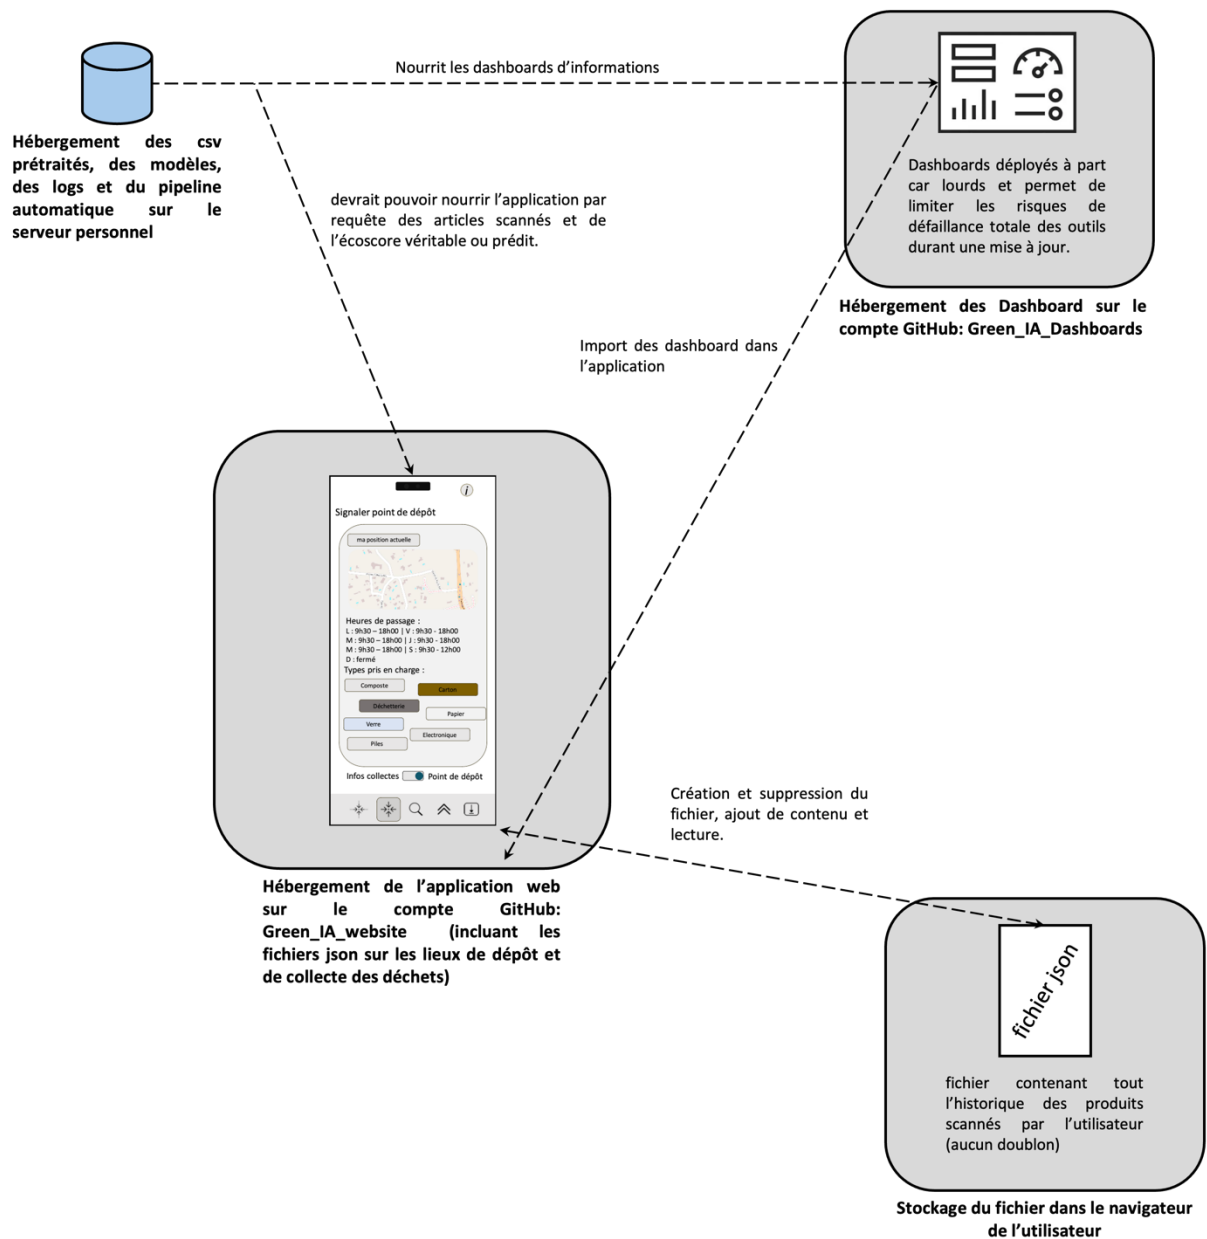 Nourrit les dashboards d'informations
Hébergement des csv
prétraités, des modèles,
des logs et du pipeline
automatique sur le
serveur personnel
devrait pouvoir nourrir l'application par
requête des articles scannés et de
l'écoscore véritable ou prédit.
Dashboards déployés à part
car lourds et permet de
limiter les risques de
défaillance totale des outils
durant une mise à jour.
Hébergement des Dashboard sur le
compte GitHub: Green_IA_Dashboards
Import des dashboard dans
l'application
i
Signaler point de dépôt
ma position actuelle
Heures de passage :
L : 9h30 – 18h00 | V : 9h30 - 18h00
M : 9h30 – 18h00 | J : 9h30 - 18h00
M : 9h30 – 18h00 | S : 9h30 - 12h00
D : fermé
Types pris en charge :
Composte
Carton
Déchetterie
Papier
Verre
Electronique
Piles
Infos collectes
Point de dépôt
Hébergement de l'application web
sur le compte GitHub:
Green_IA_website (incluant les
fichiers json sur les lieux de dépôt et
de collecte des déchets)
Création et suppression du
fichier, ajout de contenu et
lecture.
fichier json
fichier contenant tout
l'historique des produits
scannés par l'utilisateur
(aucun doublon)
Stockage du fichier dans le navigateur
de l'utilisateur